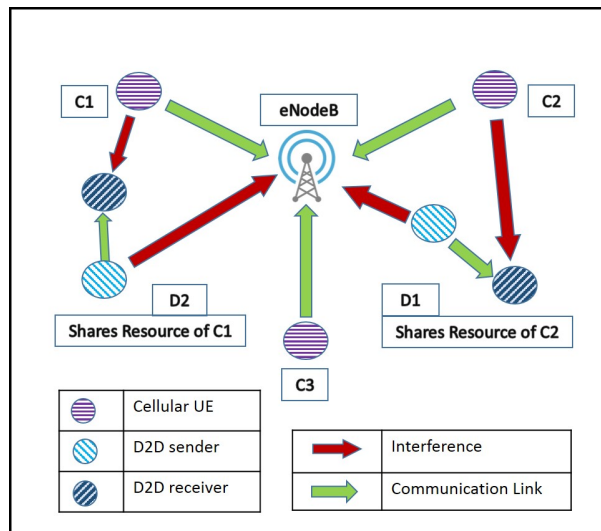 C1
eNodeB
C2
D2
Shares Resource of C1
D1
Shares Resource of C2
C3
Cellular UE
D2D sender
D2D receiver
Interference
Communication Link